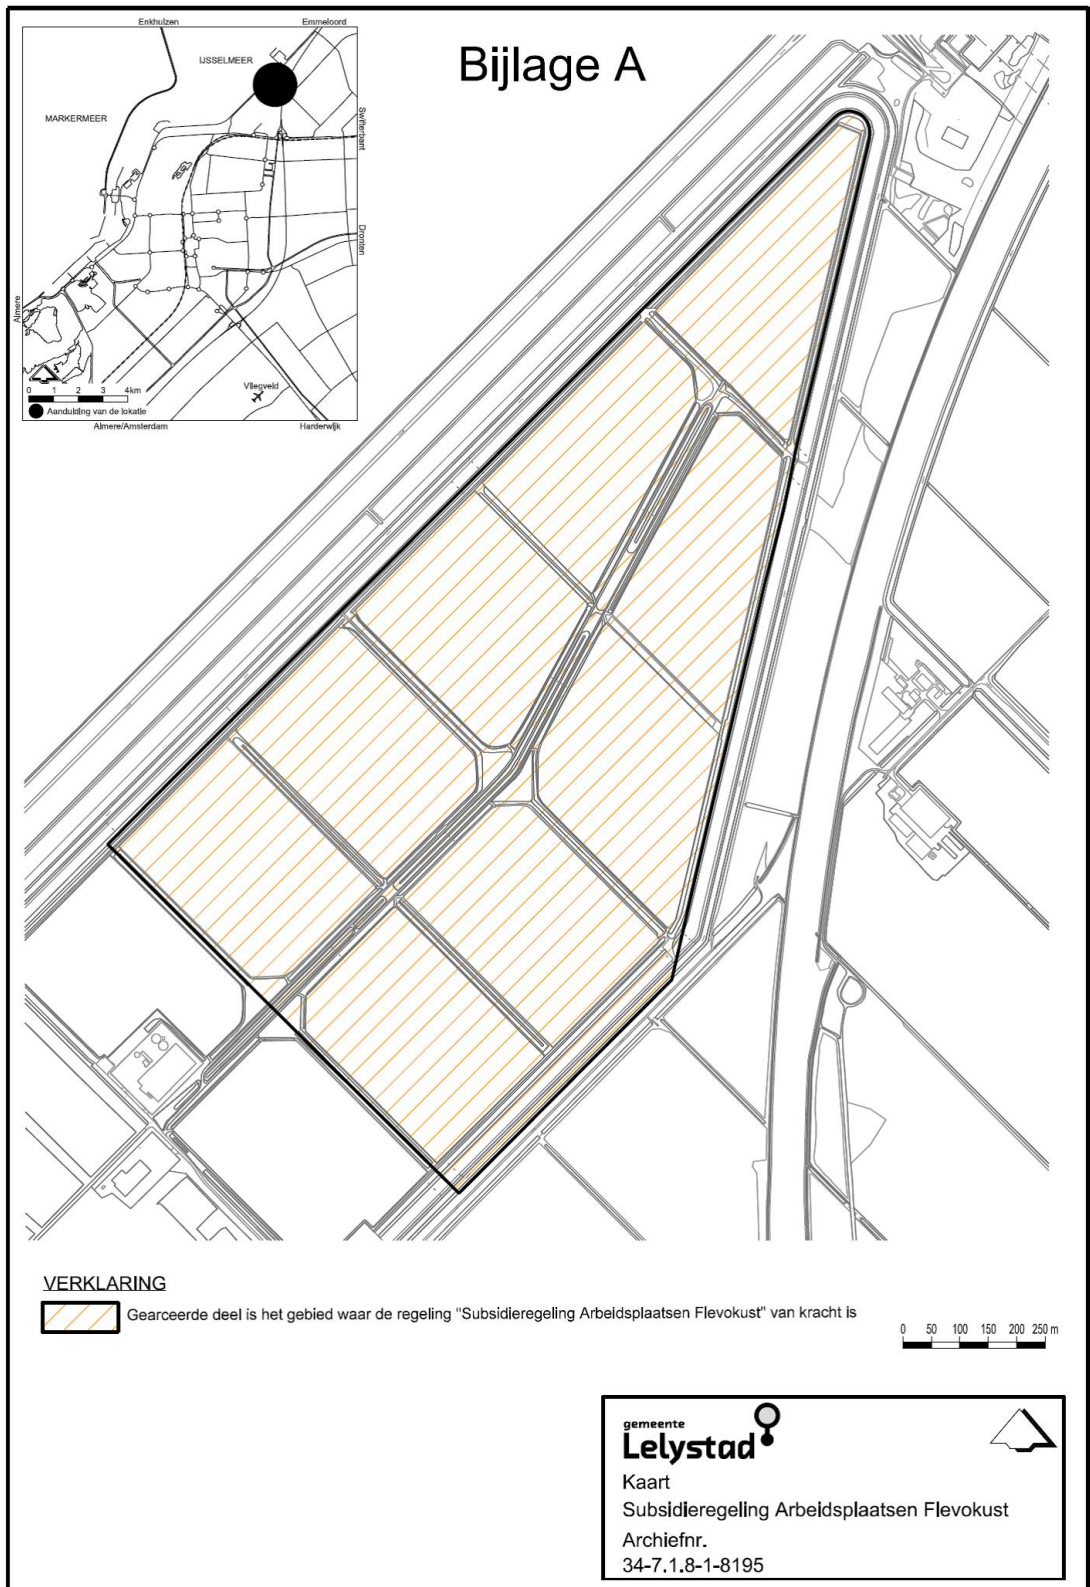 Bijlage A
Enkhuizen
Emmeloord
IJSSELMEER
MARKERMEER
Swifterbant
Dronten
Almere
0 1 2 3 4km
Aanduiding van de lokatie
Vliegveld
Almere/Amsterdam
Harderwijk
VERKLARING
Gearceerde deel is het gebied waar de regeling "Subsidieregeling Arbeidsplaatsen Flevokust" van kracht is
0 50 100 150 200 250 m
gemeente
Lelystad
Kaart
Subsidieregeling Arbeidsplaatsen Flevokust
Archiefnr.
34-7.1.8-1-8195